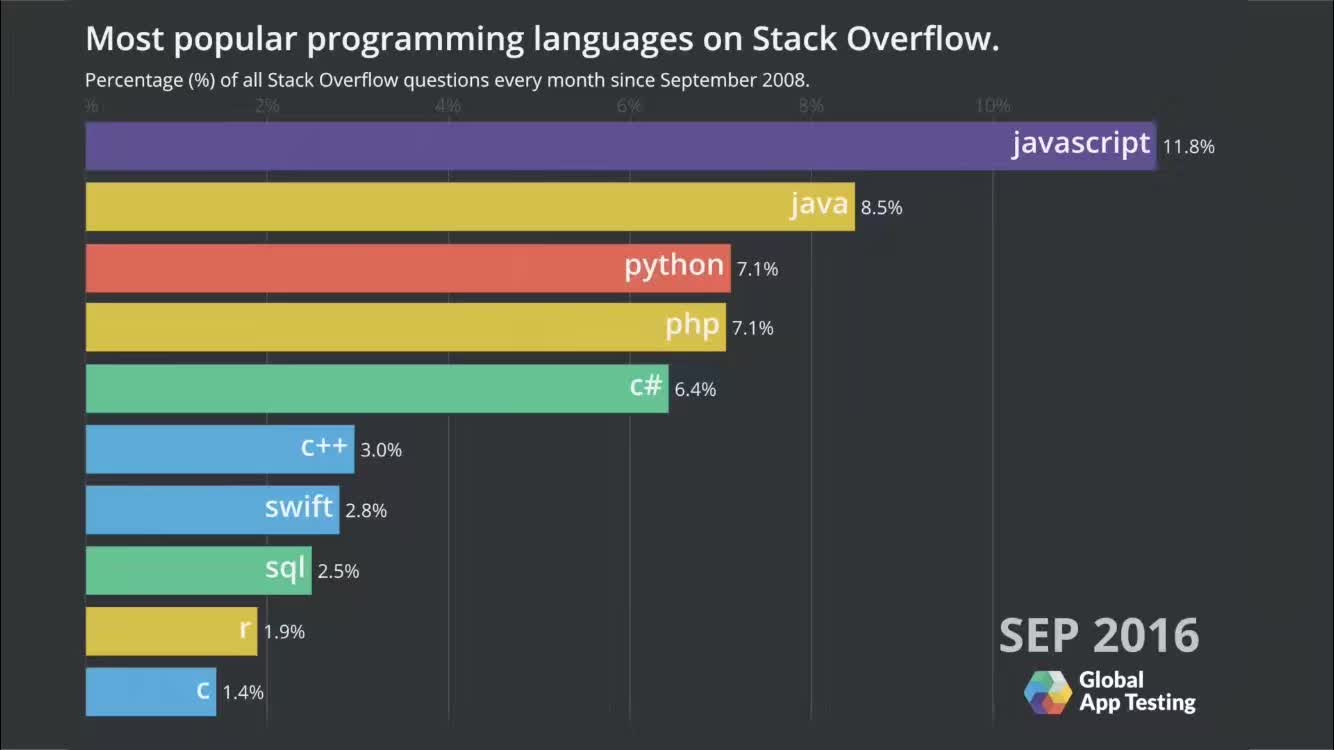 Most popular programming languages on Stack Overflow.
Percentage (%) of all Stack Overflow questions every month since September 2008.
% 2% 4% 6% 8% 10%
javascript 11.8%
java 8.5%
python 7.1%
php 7.1%
c# 6.4%
c++ 3.0%
swift 2.8%
sql 2.5%
r 1.9%
c 1.4%
SEP 2016
Global
App Testing